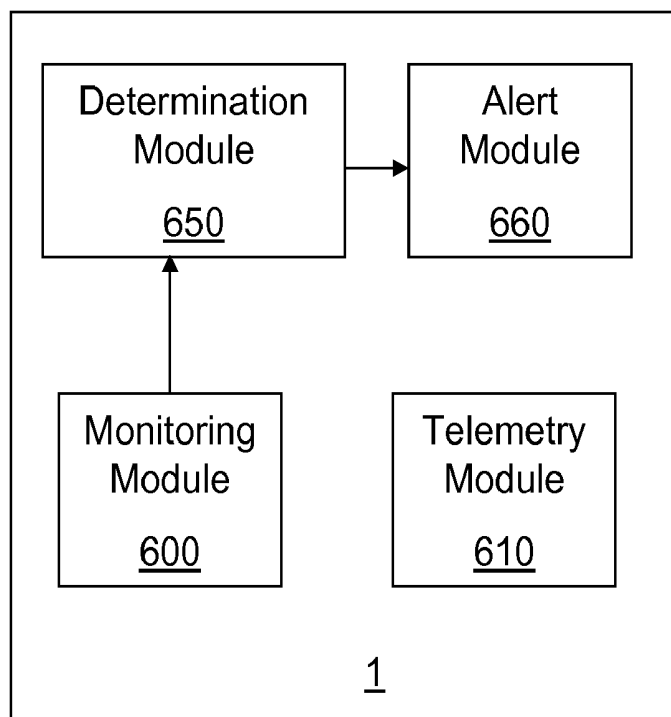 Determination
Module
650
Alert
Module
660
Monitoring
Module
600
Telemetry
Module
610
1